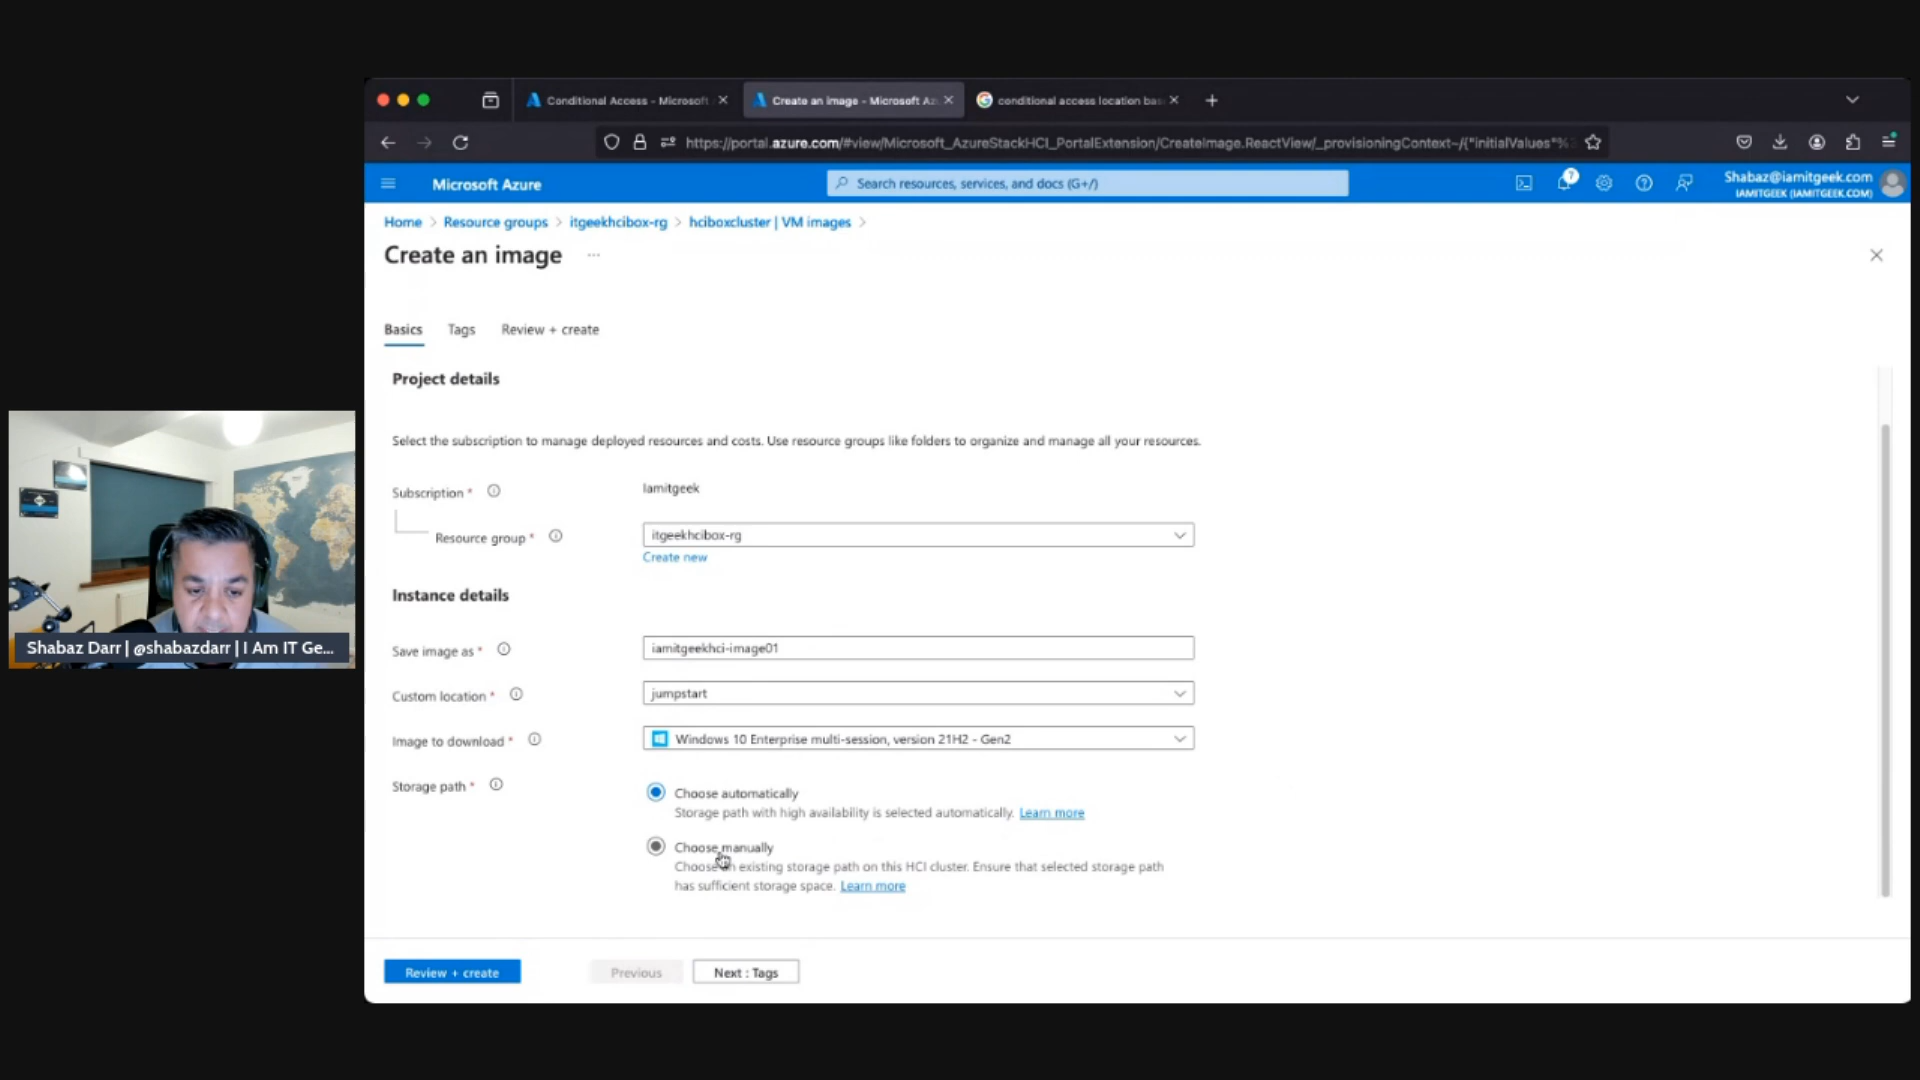 Conditional Access - Microsoft
Create an image - Microsoft Az
conditional access location bas
https://portal.azure.com/#view/Microsoft_AzureStackHCI_PortalExtension/CreateImage.ReactView/_provisioningContext~/{"initialValues"%
Microsoft Azure
Search resources, services, and docs (G+/)
7
Shabaz@iamitgeek.com
IAMITGEEK (IAMITGEEK.COM)
Home > Resource groups > itgeekhcibox-rg > hciboxcluster | VM images >
Create an image ...
Basics Tags Review + create
Project details
Select the subscription to manage deployed resources and costs. Use resource groups like folders to organize and manage all your resources.
Subscription *
Iamitgeek
Resource group *
itgeekhcibox-rg
Create new
Instance details
Save image as *
iamitgeekhci-image01
Custom location *
jumpstart
Image to download *
Windows 10 Enterprise multi-session, version 21H2 - Gen2
Storage path *
Choose automatically
Storage path with high availability is selected automatically. Learn more
Choose manually
Choose an existing storage path on this HCI cluster. Ensure that selected storage path
has sufficient storage space. Learn more
Review + create
Previous
Next : Tags
Shabaz Darr | @shabazdarr | I Am IT Ge...